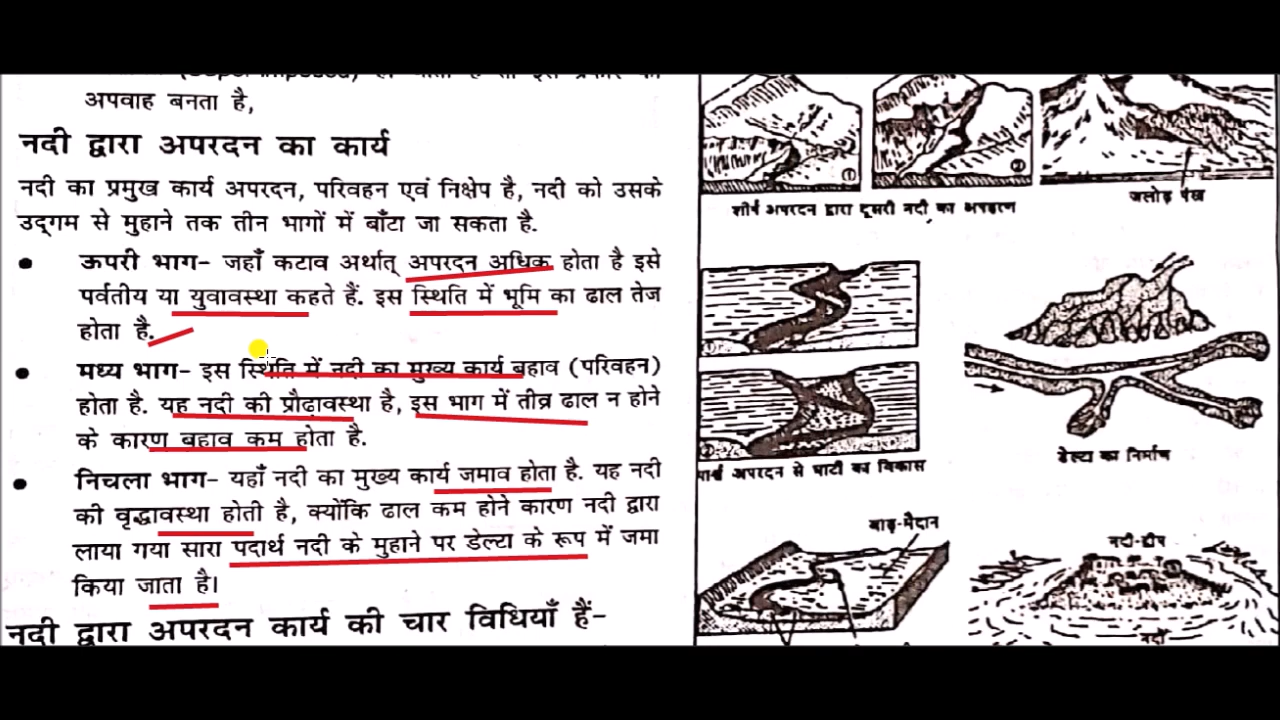 अपवाह बनता है,
नदी द्वारा अपरदन का कार्य
नदी का प्रमुख कार्य अपरदन, परिवहन एवं निक्षेप है, नदी को उसके
उद्गम से मुहाने तक तीन भागों में बाँटा जा सकता है.
• ऊपरी भाग- जहाँ कटाव अर्थात् अपरदन अधिक होता है इसे
पर्वतीय या युवावस्था कहते हैं. इस स्थिति में भूमि का ढाल तेज
होता है.
• मध्य भाग- इस स्थिति में नदी का मुख्य कार्य बहाव (परिवहन)
होता है. यह नदी की प्रौढ़ावस्था है, इस भाग में तीव्र ढाल न होने
के कारण बहाव कम होता है.
• निचला भाग- यहाँ नदी का मुख्य कार्य जमाव होता है. यह नदी
की वृद्धावस्था होती है, क्योंकि ढाल कम होने कारण नदी द्वारा
लाया गया सारा पदार्थ नदी के मुहाने पर डेल्टा के रूप में जमा
किया जाता है।
नदी द्वारा अपरदन कार्य की चार विधियाँ हैं-
①
②
शीर्ष अपरदन द्वारा दूसरी नदी का अपहरण
जलोढ़ पंख
पार्श्व अपरदन से घाटी का विकास
डेल्टा का निर्माण
बाढ़-मैदान
नदी-द्वीप
नदी